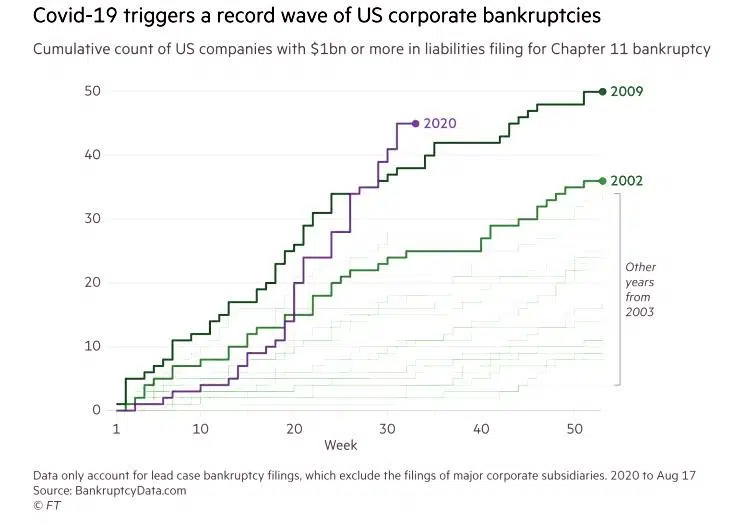 Covid-19 triggers a record wave of US corporate bankruptcies
Cumulative count of US companies with $1bn or more in liabilities filing for Chapter 11 bankruptcy
50
2009
2020
40
2002
30
Other
years
from
2003
20
10
0
1
10
20
30
40
50
Week
Data only account for lead case bankruptcy filings, which exclude the filings of major corporate subsidiaries. 2020 to Aug 17
Source: BankruptcyData.com
© FT